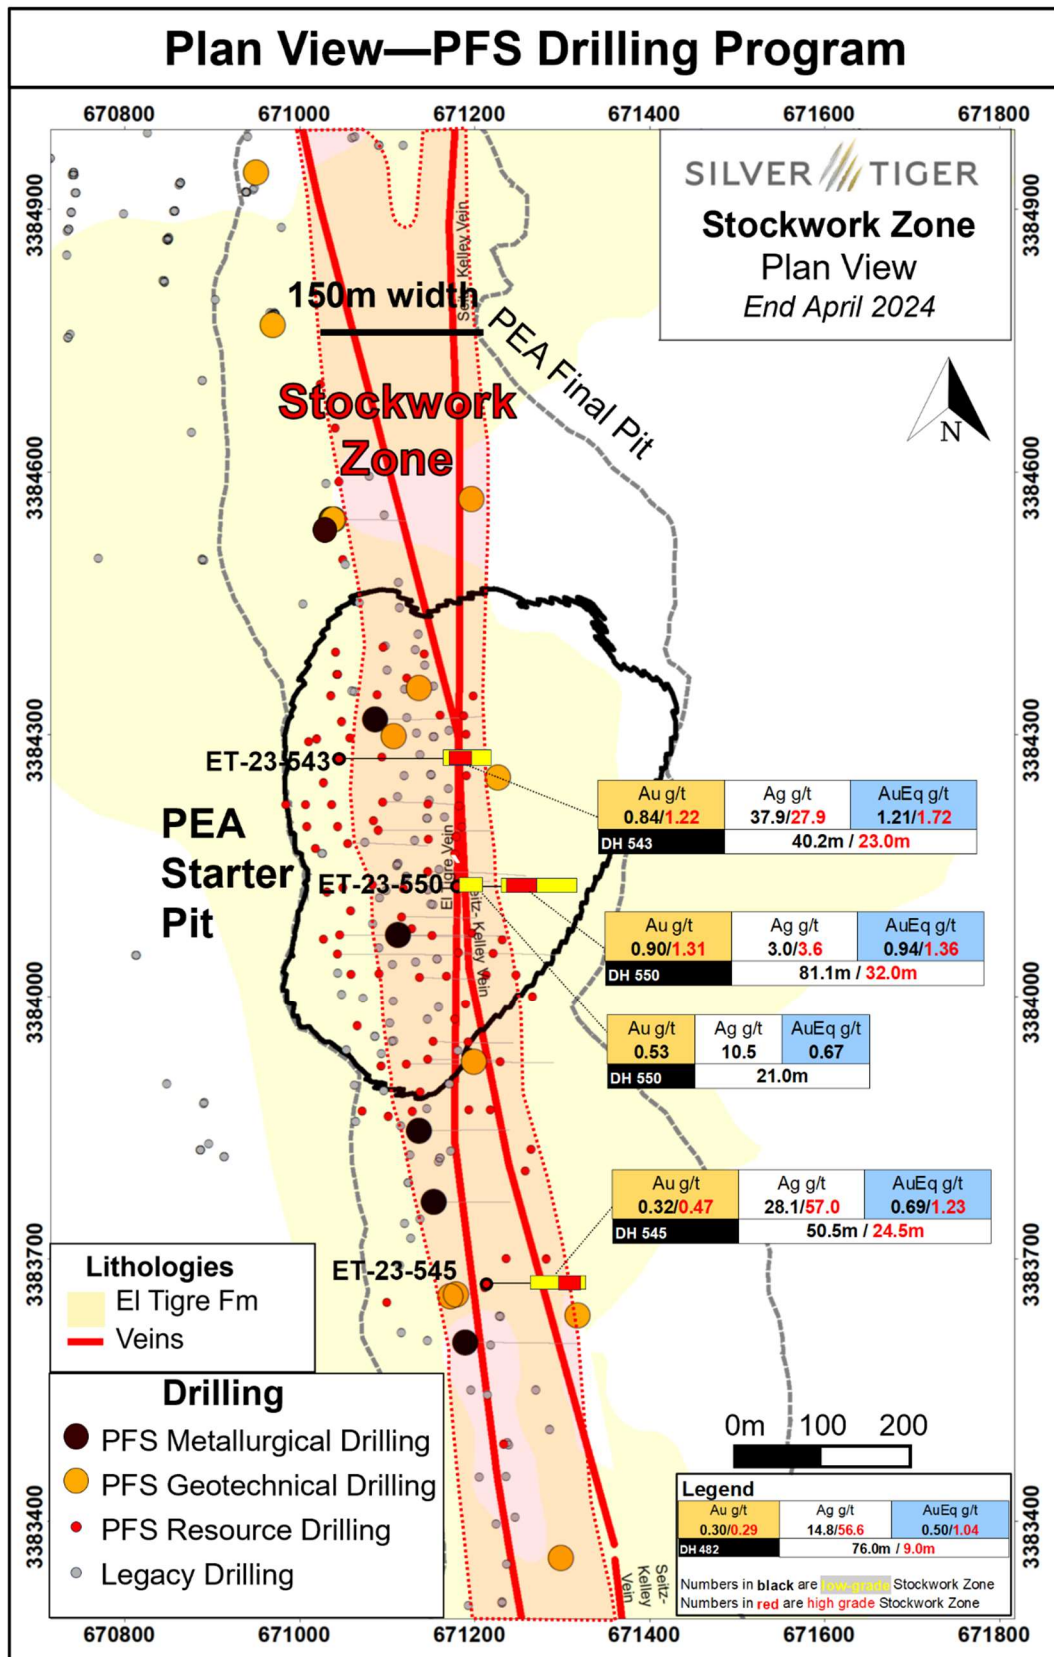 Plan View—PFS Drilling Program
670800 671000 671200 671400 671600 671800
3384900
3384900
SILVER TIGER
Stockwork Zone
Plan View
End April 2024
N
Seitz- Kelley Vein
150m width
PEA Final Pit
Stockwork
Zone
3384600
3384600
3384300
3384300
ET-23-543
Au g/t Ag g/t AuEq g/t
0.84/1.22 37.9/27.9 1.21/1.72
DH 543 40.2m / 23.0m
PEA
Starter
Pit
El Tigre Vein
ET-23-550
Seitz- Kelley Vein
Au g/t Ag g/t AuEq g/t
0.90/1.31 3.0/3.6 0.94/1.36
DH 550 81.1m / 32.0m
3384000
3384000
Au g/t Ag g/t AuEq g/t
0.53 10.5 0.67
DH 550 21.0m
Au g/t Ag g/t AuEq g/t
0.32/0.47 28.1/57.0 0.69/1.23
DH 545 50.5m / 24.5m
3383700
3383700
ET-23-545
Lithologies
El Tigre Fm
Veins
Drilling
PFS Metallurgical Drilling
PFS Geotechnical Drilling
PFS Resource Drilling
Legacy Drilling
0m 100 200
3383400
3383400
Seitz-
Kelley
Vein
Legend
Au g/t Ag g/t AuEq g/t
0.30/0.29 14.8/56.6 0.50/1.04
DH 482 76.0m / 9.0m
Numbers in black are low-grade Stockwork Zone
Numbers in red are high grade Stockwork Zone
670800 671000 671200 671400 671600 671800